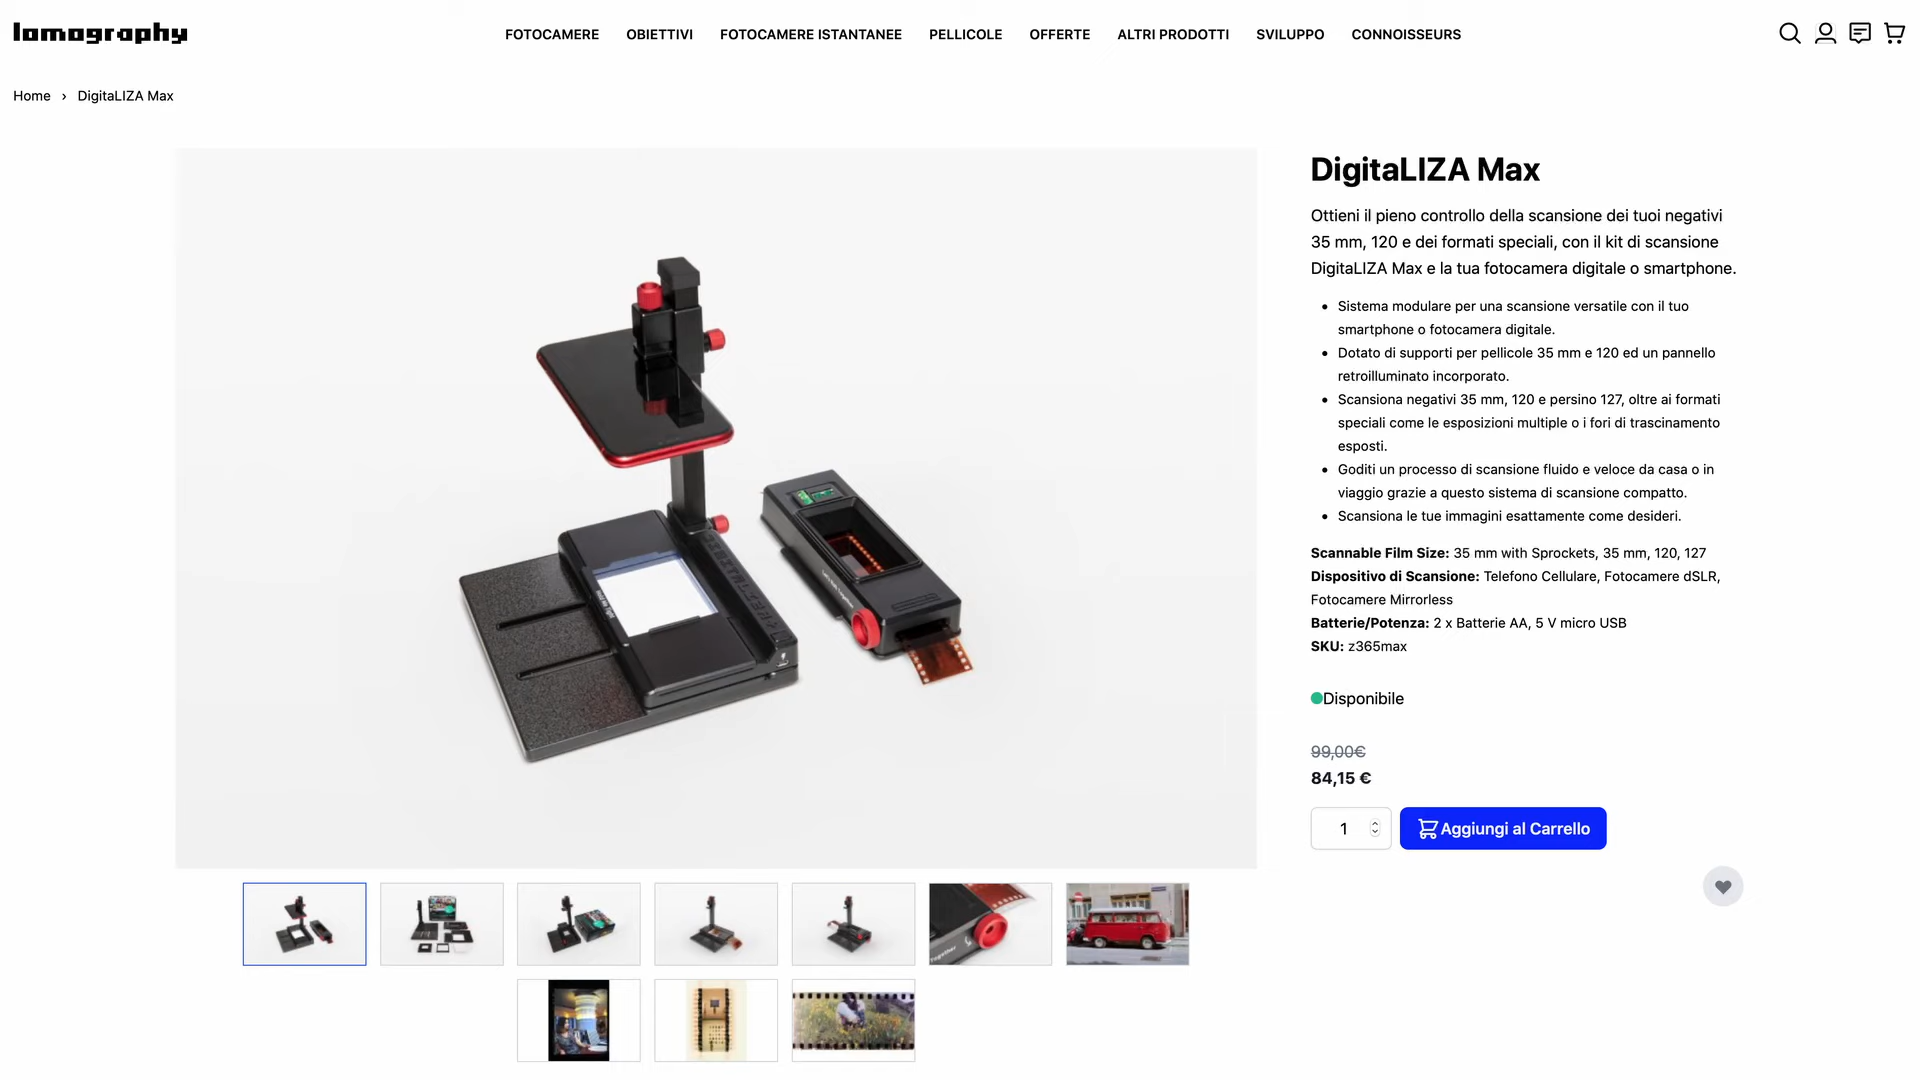 lomography
FOTOCAMERE
OBIETTIVI
FOTOCAMERE ISTANTANEE
PELLICOLE
OFFERTE
ALTRI PRODOTTI
SVILUPPO
CONNOISSEURS
Home › DigitaLIZA Max
DigitaLIZA Max
Ottieni il pieno controllo della scansione dei tuoi negativi
35 mm, 120 e dei formati speciali, con il kit di scansione
DigitaLIZA Max e la tua fotocamera digitale o smartphone.
• Sistema modulare per una scansione versatile con il tuo
smartphone o fotocamera digitale.
• Dotato di supporti per pellicole 35 mm e 120 ed un pannello
retroilluminato incorporato.
• Scansiona negativi 35 mm, 120 e persino 127, oltre ai formati
speciali come le esposizioni multiple o i fori di trascinamento
esposti.
• Goditi un processo di scansione fluido e veloce da casa o in
viaggio grazie a questo sistema di scansione compatto.
• Scansiona le tue immagini esattamente come desideri.
Scannable Film Size: 35 mm with Sprockets, 35 mm, 120, 127
Dispositivo di Scansione: Telefono Cellulare, Fotocamere dSLR,
Fotocamere Mirrorless
Batterie/Potenza: 2 x Batterie AA, 5 V micro USB
SKU: z365max
Disponibile
99,00€
84,15 €
1
Aggiungi al Carrello